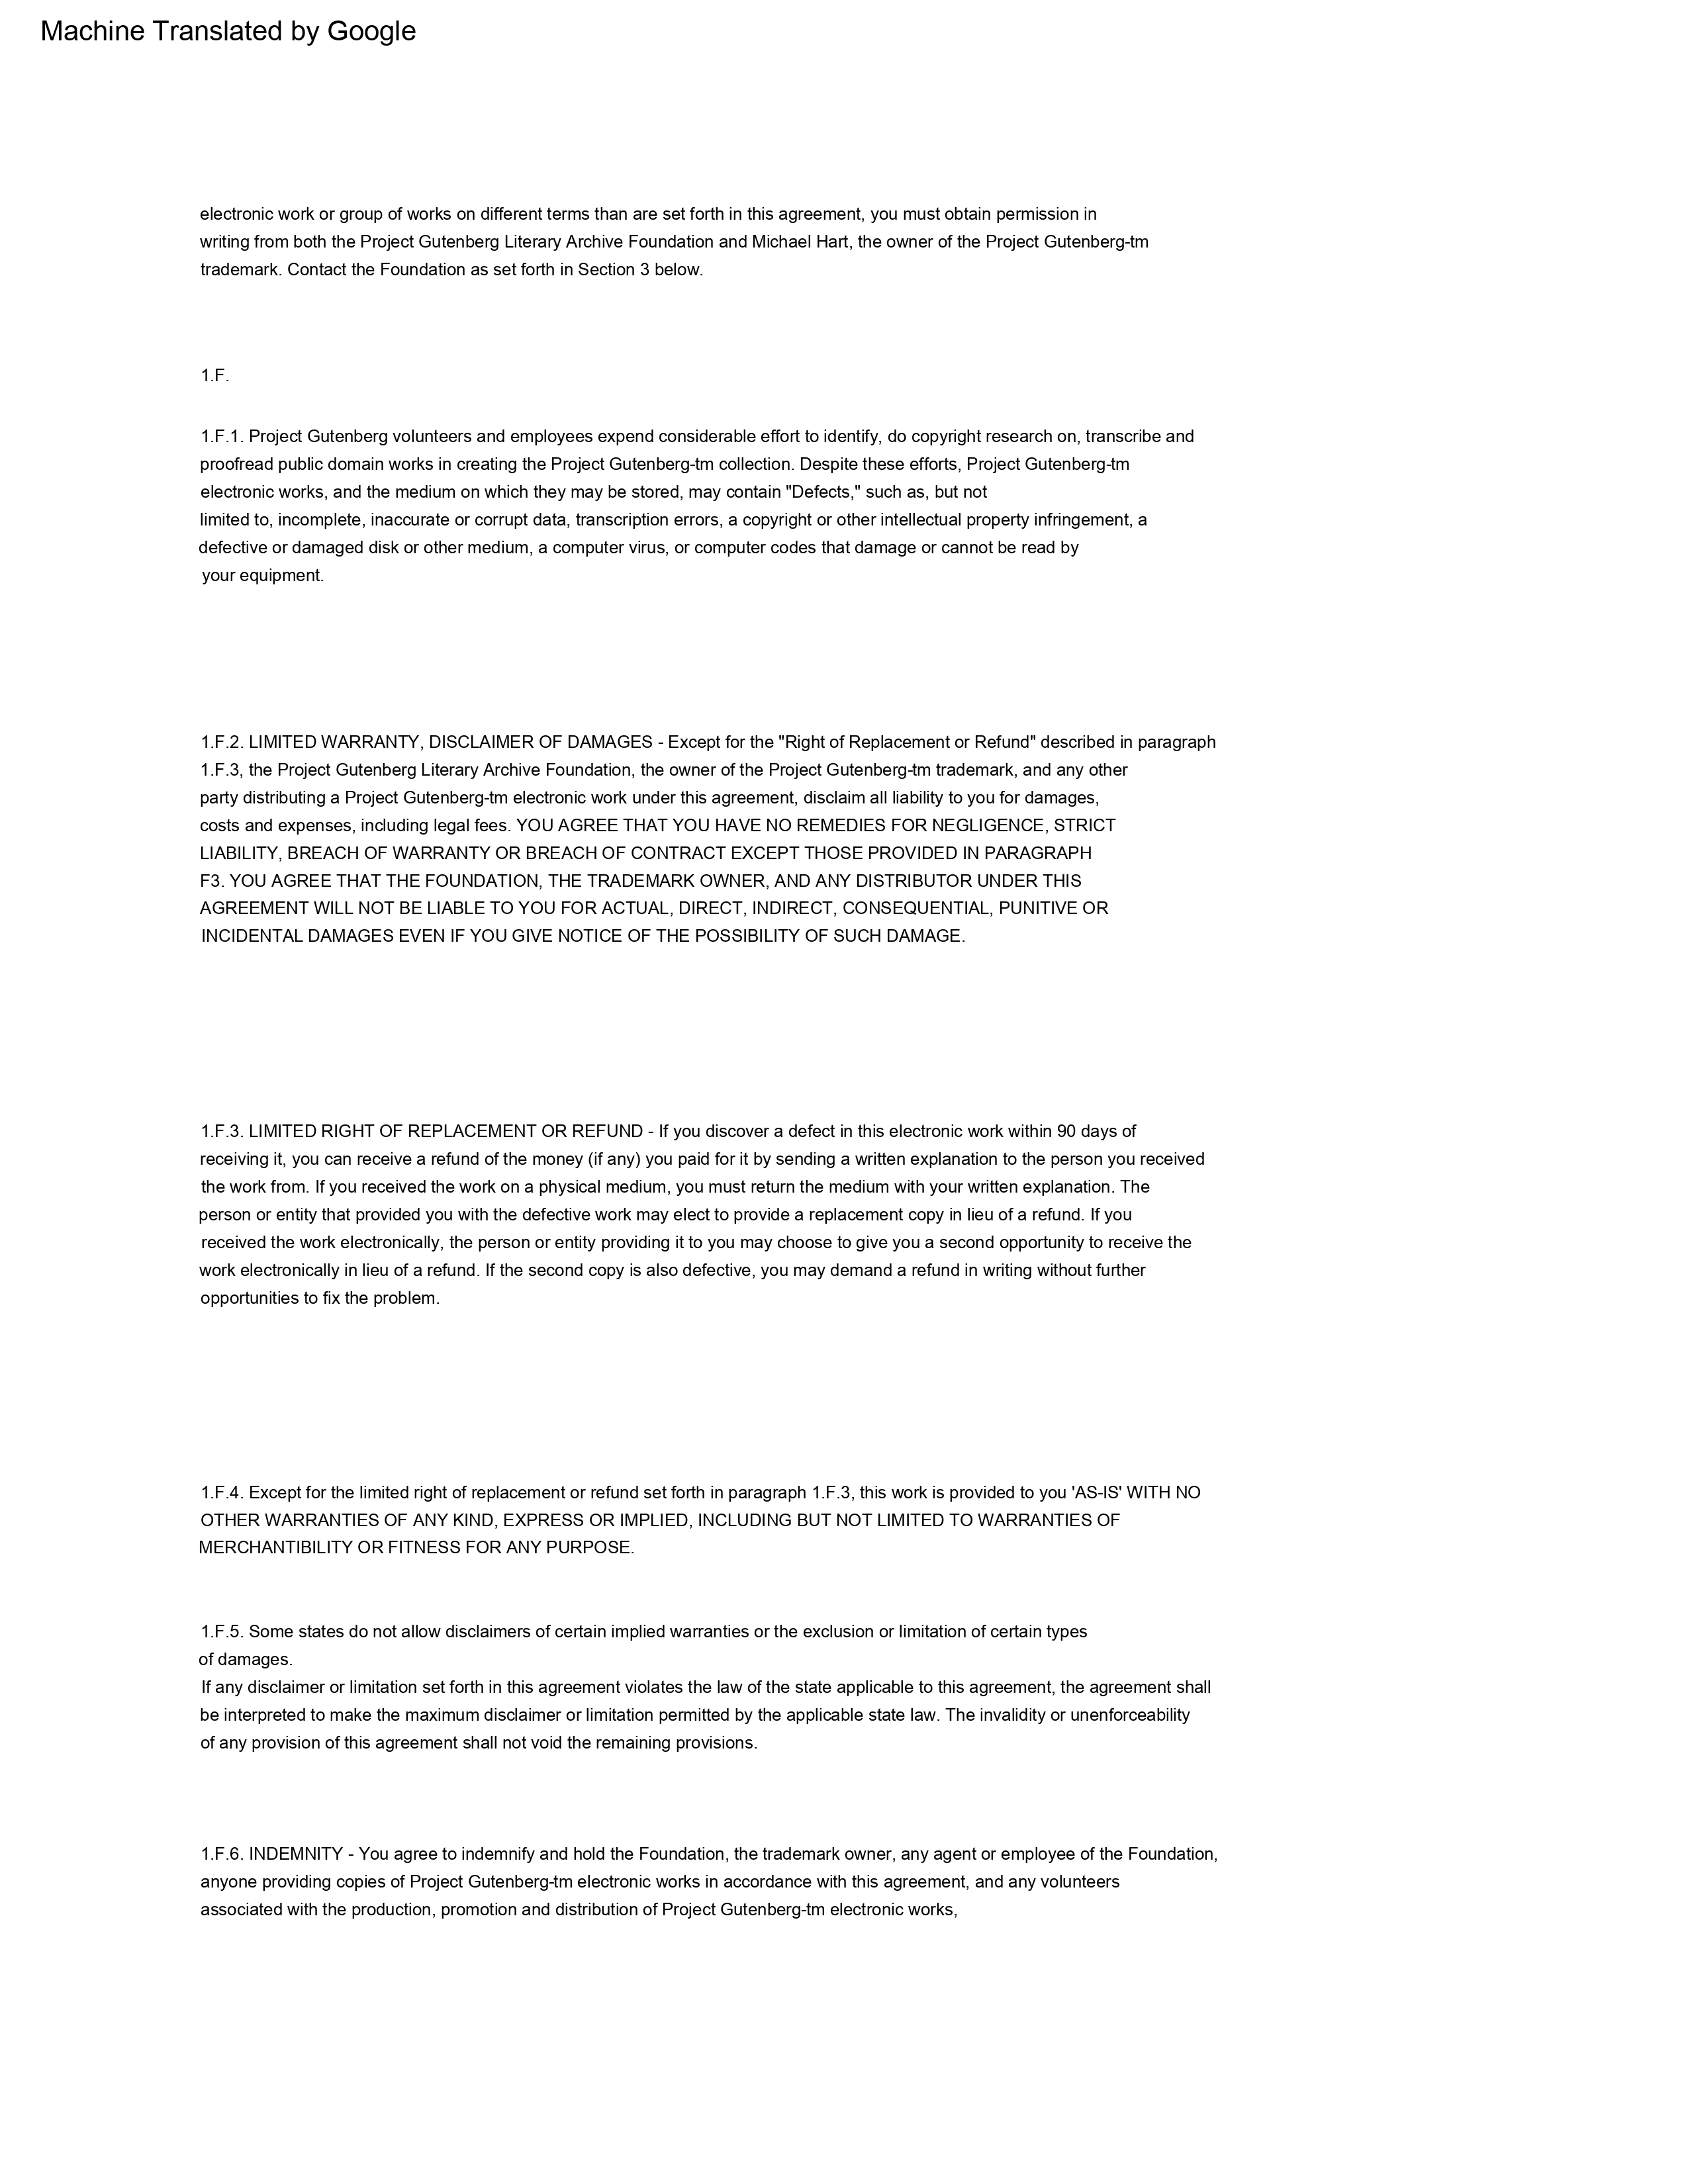 Machine Translated by Google
electronic work or group of works on different terms than are set forth in this agreement, you must obtain permission in
writing from both the Project Gutenberg Literary Archive Foundation and Michael Hart, the owner of the Project Gutenberg-tm
trademark. Contact the Foundation as set forth in Section 3 below.
1.F.
1.F.1. Project Gutenberg volunteers and employees expend considerable effort to identify, do copyright research on, transcribe and
proofread public domain works in creating the Project Gutenberg-tm collection. Despite these efforts, Project Gutenberg-tm
electronic works, and the medium on which they may be stored, may contain "Defects," such as, but not
limited to, incomplete, inaccurate or corrupt data, transcription errors, a copyright or other intellectual property infringement, a
defective or damaged disk or other medium, a computer virus, or computer codes that damage or cannot be read by
your equipment.
1.F.2. LIMITED WARRANTY, DISCLAIMER OF DAMAGES - Except for the "Right of Replacement or Refund" described in paragraph
1.F.3, the Project Gutenberg Literary Archive Foundation, the owner of the Project Gutenberg-tm trademark, and any other
party distributing a Project Gutenberg-tm electronic work under this agreement, disclaim all liability to you for damages,
costs and expenses, including legal fees. YOU AGREE THAT YOU HAVE NO REMEDIES FOR NEGLIGENCE, STRICT
LIABILITY, BREACH OF WARRANTY OR BREACH OF CONTRACT EXCEPT THOSE PROVIDED IN PARAGRAPH
F3. YOU AGREE THAT THE FOUNDATION, THE TRADEMARK OWNER, AND ANY DISTRIBUTOR UNDER THIS
AGREEMENT WILL NOT BE LIABLE TO YOU FOR ACTUAL, DIRECT, INDIRECT, CONSEQUENTIAL, PUNITIVE OR
INCIDENTAL DAMAGES EVEN IF YOU GIVE NOTICE OF THE POSSIBILITY OF SUCH DAMAGE.
1.F.3. LIMITED RIGHT OF REPLACEMENT OR REFUND - If you discover a defect in this electronic work within 90 days of
receiving it, you can receive a refund of the money (if any) you paid for it by sending a written explanation to the person you received
the work from. If you received the work on a physical medium, you must return the medium with your written explanation. The
person or entity that provided you with the defective work may elect to provide a replacement copy in lieu of a refund. If you
received the work electronically, the person or entity providing it to you may choose to give you a second opportunity to receive the
work electronically in lieu of a refund. If the second copy is also defective, you may demand a refund in writing without further
opportunities to fix the problem.
1.F.4. Except for the limited right of replacement or refund set forth in paragraph 1.F.3, this work is provided to you 'AS-IS' WITH NO
OTHER WARRANTIES OF ANY KIND, EXPRESS OR IMPLIED, INCLUDING BUT NOT LIMITED TO WARRANTIES OF
MERCHANTIBILITY OR FITNESS FOR ANY PURPOSE.
1.F.5. Some states do not allow disclaimers of certain implied warranties or the exclusion or limitation of certain types
of damages.
If any disclaimer or limitation set forth in this agreement violates the law of the state applicable to this agreement, the agreement shall
be interpreted to make the maximum disclaimer or limitation permitted by the applicable state law. The invalidity or unenforceability
of any provision of this agreement shall not void the remaining provisions.
1.F.6. INDEMNITY - You agree to indemnify and hold the Foundation, the trademark owner, any agent or employee of the Foundation,
anyone providing copies of Project Gutenberg-tm electronic works in accordance with this agreement, and any volunteers
associated with the production, promotion and distribution of Project Gutenberg-tm electronic works,